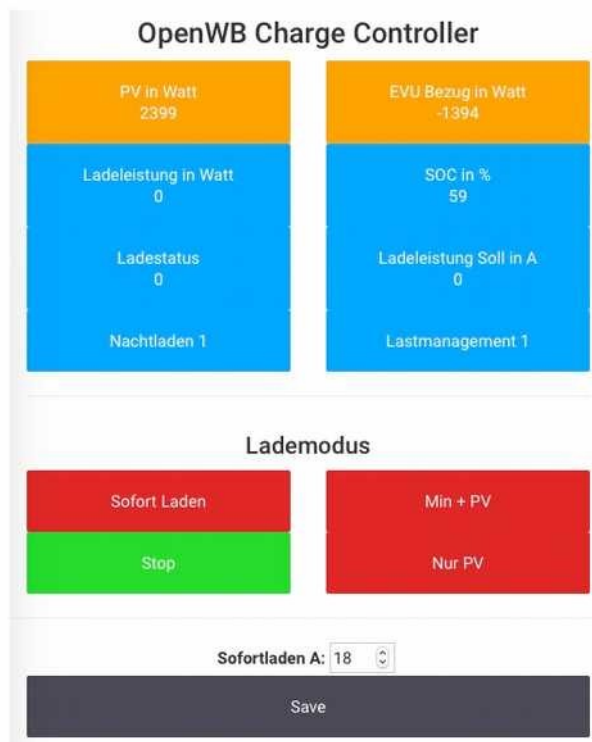 OpenWB Charge Controller
PV in Watt
2399
EVU Bezug in Watt
-1394
Ladeleistung in Watt
0
SOC in %
59
Ladestatus
0
Ladeleistung Soll in A
0
Nachtladen 1
Lastmanagement 1
Lademodus
Sofort Laden
Min + PV
Stop
Nur PV
Sofortladen A: 18
Save